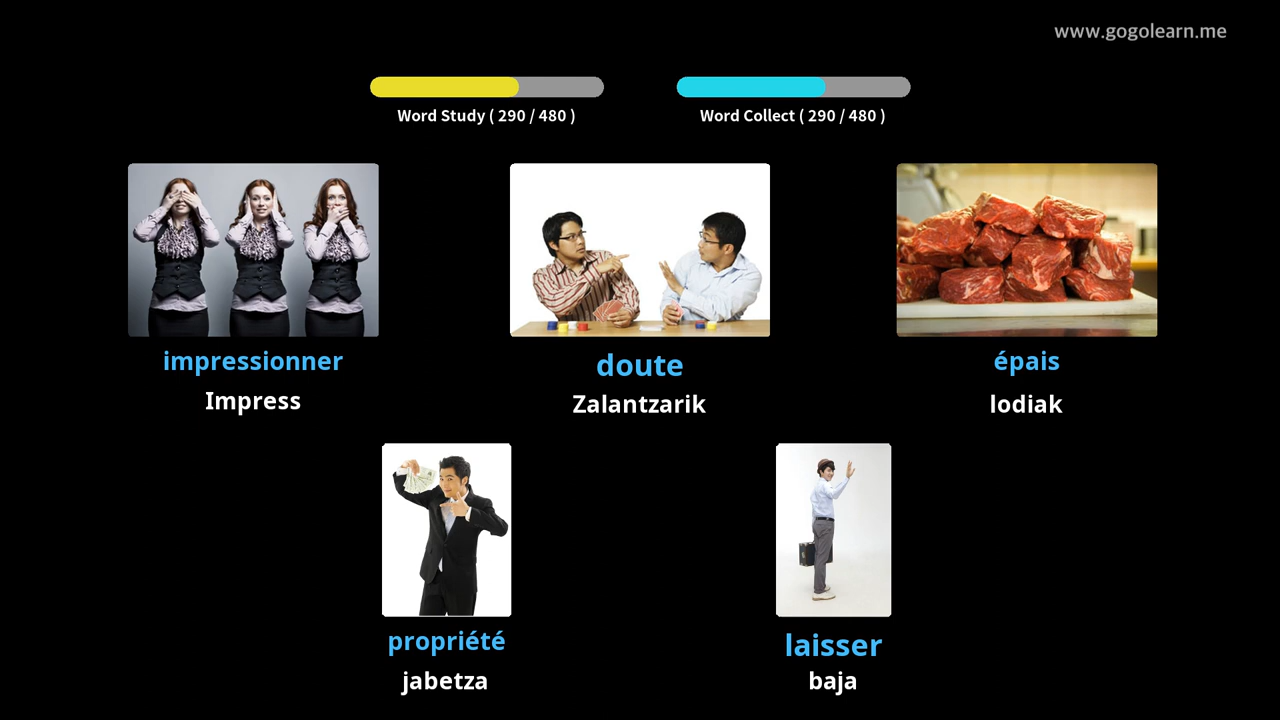 www.gogolearn.me
Word Study ( 290 / 480 )
Word Collect ( 290 / 480 )
impressionner
Impress
doute
Zalantzarik
épais
lodiak
propriété
jabetza
laisser
baja